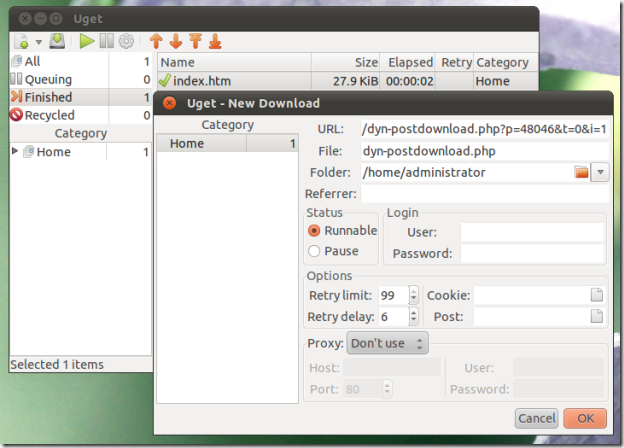 Uget
All 1
Queuing 0
Finished 1
Recycled 0
Category
Home 1
Selected 1 items
Name Size Elapsed Retry Category
index.htm 27.9 KiB 00:00:02 Home
Uget - New Download
Category
Home 1
URL: /dyn-postdownload.php?p=48046&t=0&i=1
File: dyn-postdownload.php
Folder: /home/administrator
Referrer:
Status
Runnable
Pause
Login
User:
Password:
Options
Retry limit: 99
Retry delay: 6
Cookie:
Post:
Proxy: Don't use
Host:
Port: 80
User:
Password:
Cancel OK